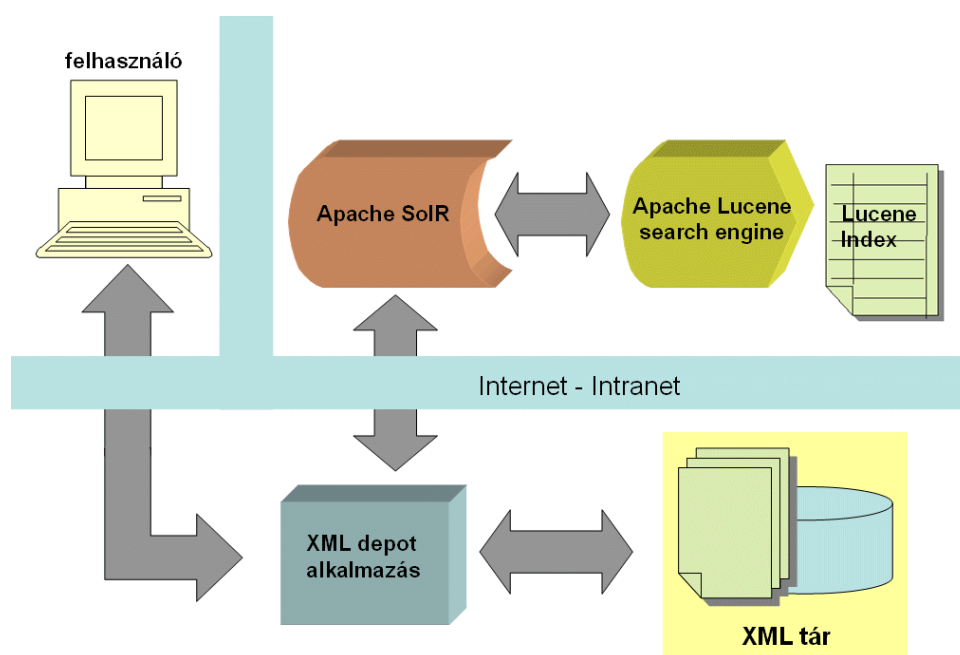 felhasználó
Apache SolR
Apache Lucene
search engine
Lucene
Index
Internet - Intranet
XML depot
alkalmazás
XML tár